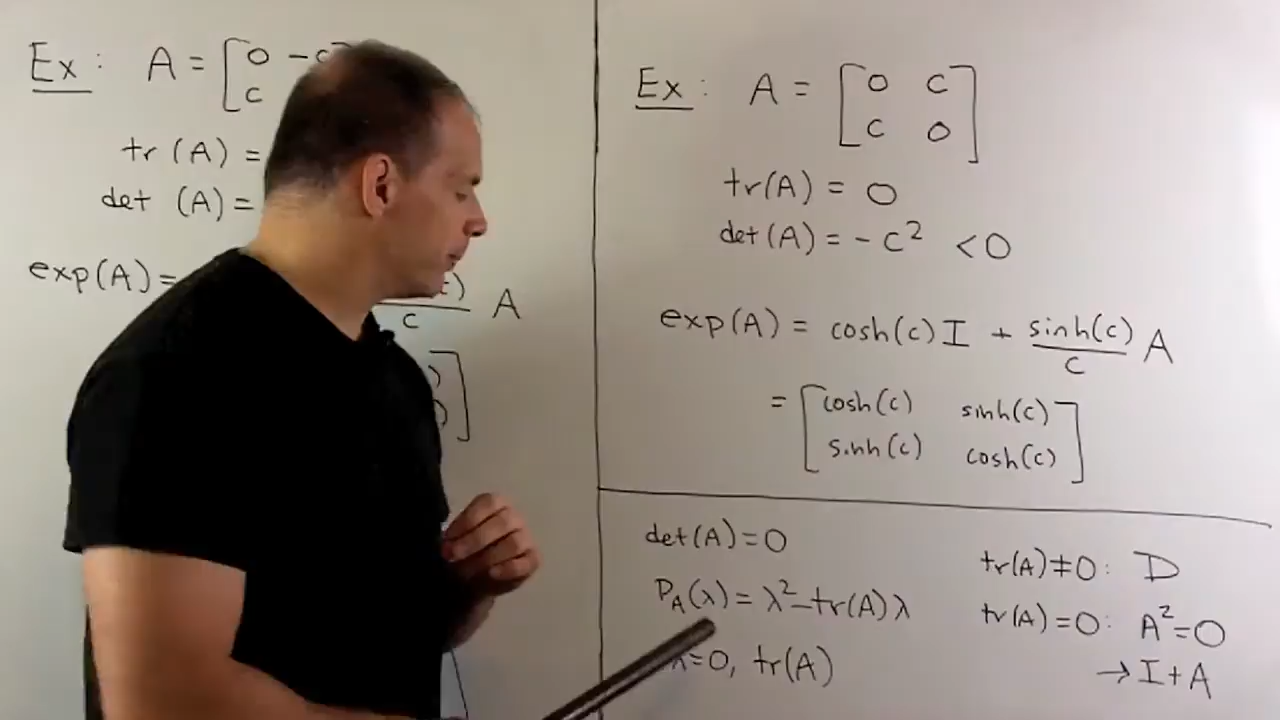 Ex: A = [0 -c
c
tr(A) =
det (A) =
exp(A) =
c A
Ex: A = [0 c
c 0]
tr(A) = 0
det(A) = -c² <0
exp(A) = cosh(c) I + sinh(c)/c A
= [cosh(c) sinh(c)
sinh(c) cosh(c)]
det(A)=0
P_A(λ) = λ²-tr(A)λ
λ=0, tr(A)
tr(A)≠0: D
tr(A)=0: A²=0
→ I+A